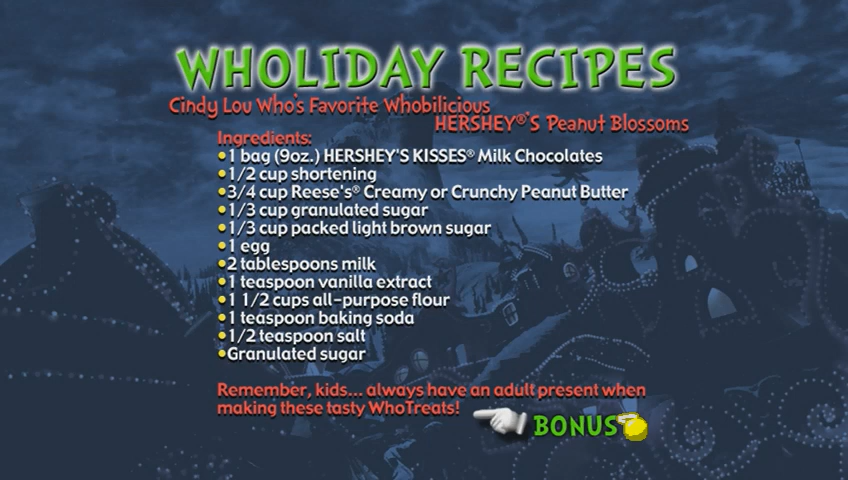 WHOLIDAY RECIPES
Cindy Lou Who's Favorite Whobilicious
HERSHEY®'S Peanut Blossoms
Ingredients:
•1 bag (9oz.) HERSHEY'S KISSES® Milk Chocolates
•1/2 cup shortening
•3/4 cup Reese's® Creamy or Crunchy Peanut Butter
•1/3 cup granulated sugar
•1/3 cup packed light brown sugar
•1 egg
•2 tablespoons milk
•1 teaspoon vanilla extract
•1 1/2 cups all-purpose flour
•1 teaspoon baking soda
•1/2 teaspoon salt
•Granulated sugar
Remember, kids... always have an adult present when
making these tasty WhoTreats!
BONUS